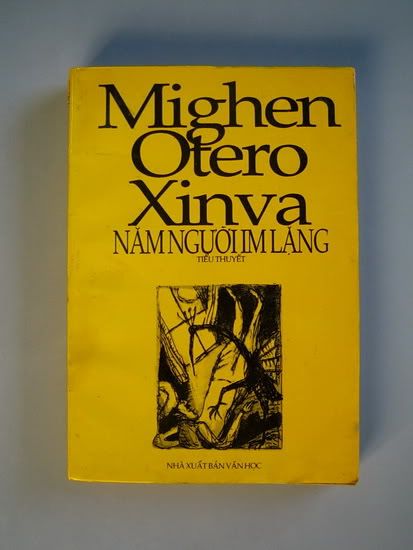 Mighen
Otero
Xinva
NĂM NGƯỜI IM LẶNG
TIỂU THUYẾT
NHÀ XUẤT BẢN VĂN HỌC